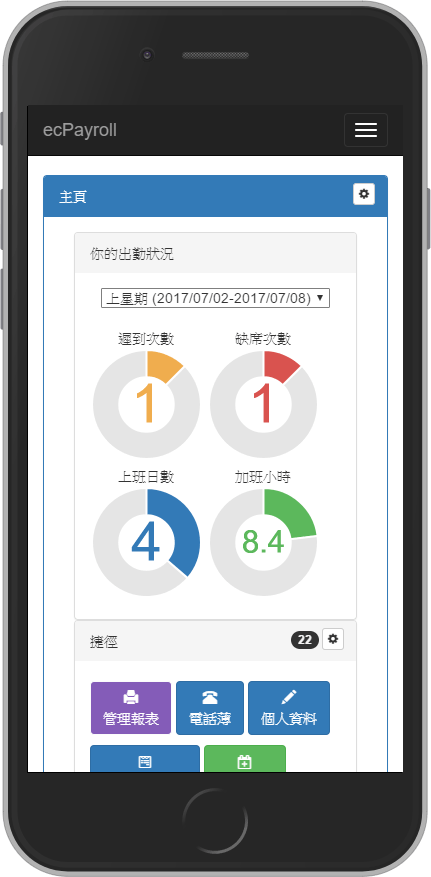 ecPayroll
主頁
你的出勤狀況
上星期 (2017/07/02-2017/07/08)
遲到次數 缺席次數
1 1
上班日數 加班小時
4 8.4
捷徑 22
管理報表 電話薄 個人資料